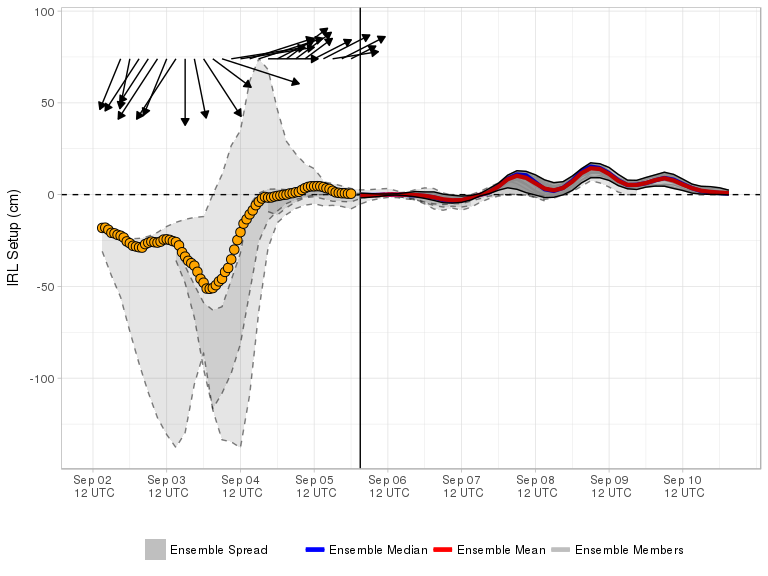 100
50
0
-50
-100
IRL Setup (cm)
Sep 02 Sep 03 Sep 04 Sep 05 Sep 06 Sep 07 Sep 08 Sep 09 Sep 10
12 UTC 12 UTC 12 UTC 12 UTC 12 UTC 12 UTC 12 UTC 12 UTC 12 UTC
Ensemble Spread Ensemble Median Ensemble Mean Ensemble Members